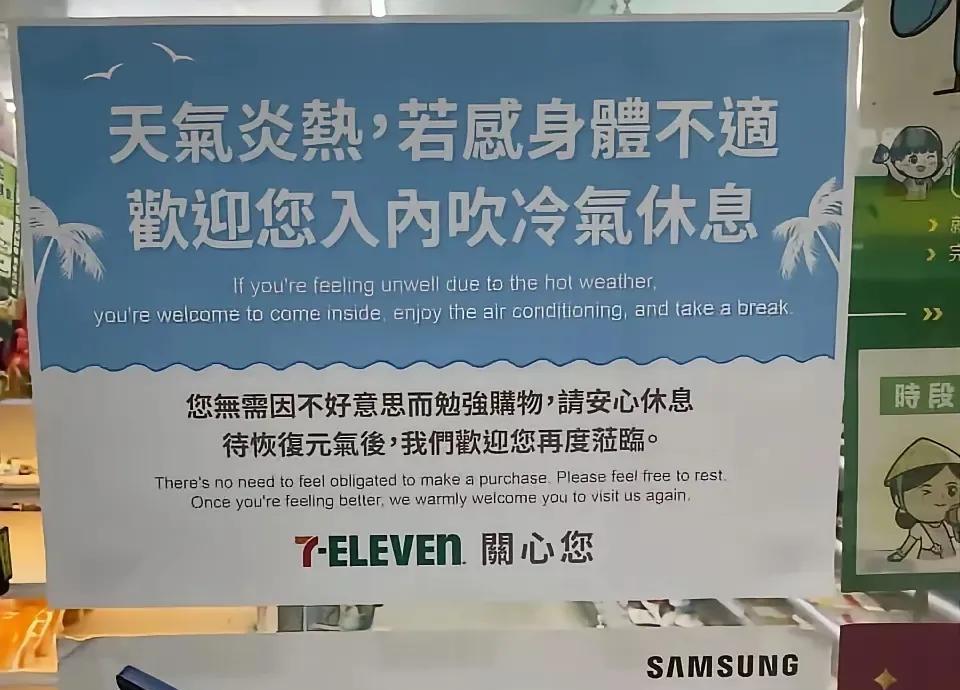 天氣炎熱,若感身體不適
歡迎您入內吹冷氣休息
If you're feeling unwell due to the hot weather,
you're welcome to come inside, enjoy the air conditioning, and take a break.
您無需因不好意思而勉強購物,請安心休息
待恢復元氣後,我們歡迎您再度蒞臨。
There's no need to feel obligated to make a purchase. Please feel free to rest.
Once you're feeling better, we warmly welcome you to visit us again.
7-ELEVEn. 關心您
時段
SAMSUNG